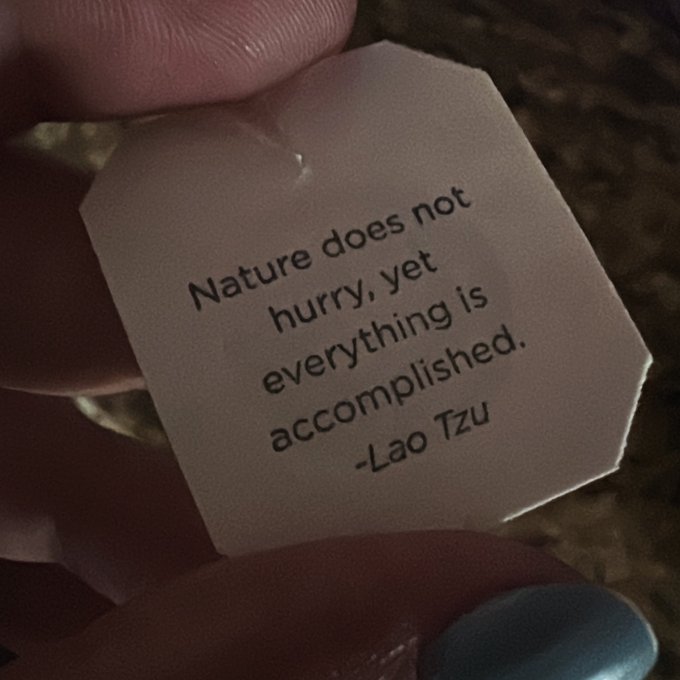 Nature does not
hurry, yet
everything is
accomplished.
-Lao Tzu